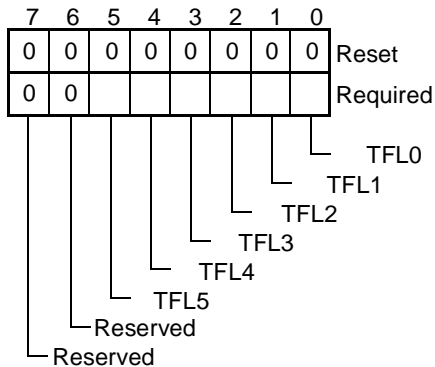 7 6 5 4 3 2 1 0
0 0 0 0 0 0 0 0 Reset
0 0 Required
TFL0
TFL1
TFL2
TFL3
TFL4
TFL5
Reserved
Reserved